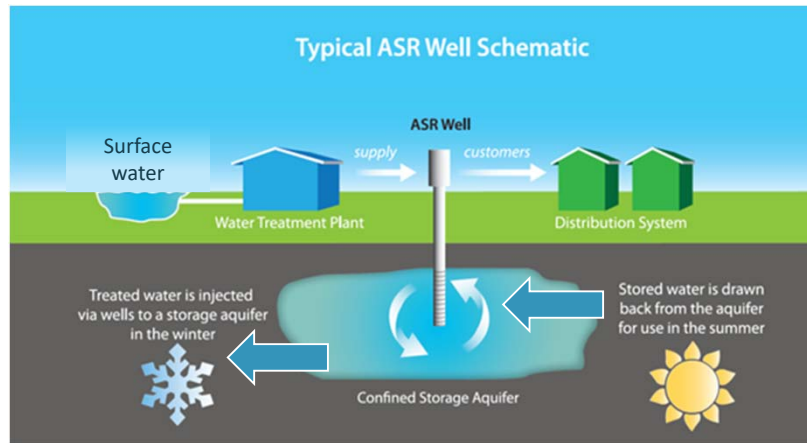 Typical ASR Well Schematic
ASR Well
Surface
water
supply
customers
Water Treatment Plant
Distribution System
Treated water is injected
via wells to a storage aquifer
in the winter
Stored water is drawn
back from the aquifer
for use in the summer
Confined Storage Aquifer